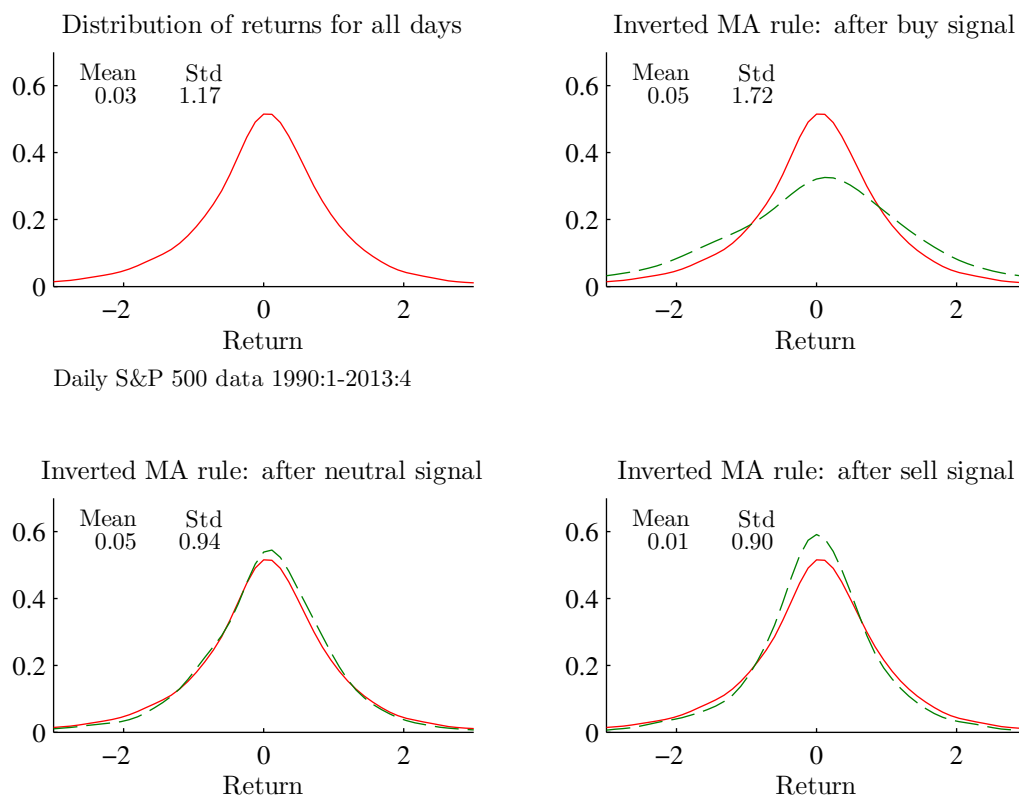 Distribution of returns for all days
Mean Std
0.03 1.17
0.6
0.4
0.2
0
−2 0 2
Return
Daily S&P 500 data 1990:1-2013:4
Inverted MA rule: after buy signal
Mean Std
0.05 1.72
0.6
0.4
0.2
0
−2 0 2
Return
Inverted MA rule: after neutral signal
Mean Std
0.05 0.94
0.6
0.4
0.2
0
−2 0 2
Return
Inverted MA rule: after sell signal
Mean Std
0.01 0.90
0.6
0.4
0.2
0
−2 0 2
Return